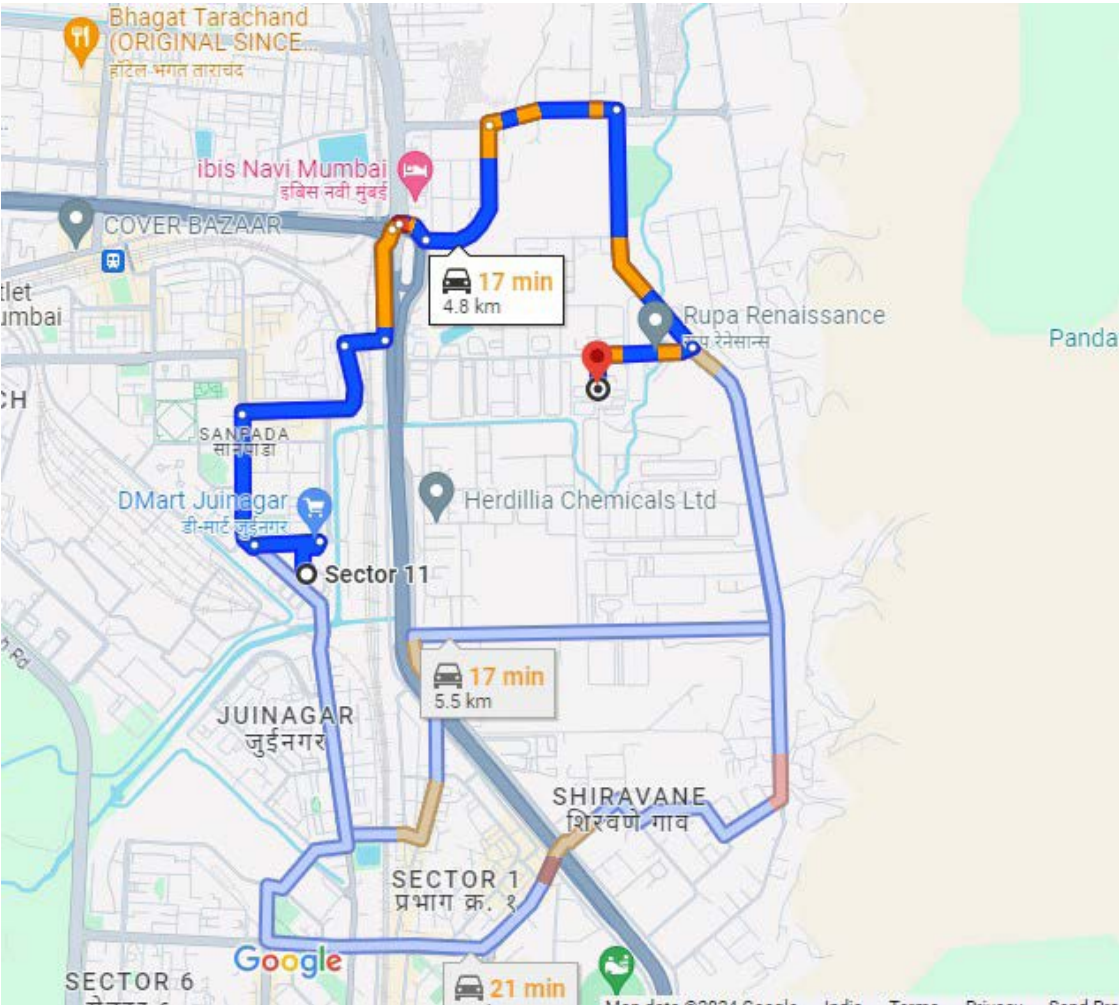 Bhagat Tarachand
(ORIGINAL SINCE...
हॉटेल भगत ताराचंद
ibis Navi Mumbai
इबिस नवी मुंबई
COVER BAZAAR
17 min
4.8 km
tlet
umbai
Rupa Renaissance
रूपा रेनेसान्स
Panda
CH
SANPADA
सानपाडा
DMart Juinagar
डी-मार्ट जुईनगर
Herdillia Chemicals Ltd
Sector 11
Rd
17 min
5.5 km
JUINAGAR
जुईनगर
SHIRAVANE
शिरवणे गाव
SECTOR 1
प्रभाग क्र. १
Google
SECTOR 6
21 min
Map data ©2024 Google India Terms Privacy